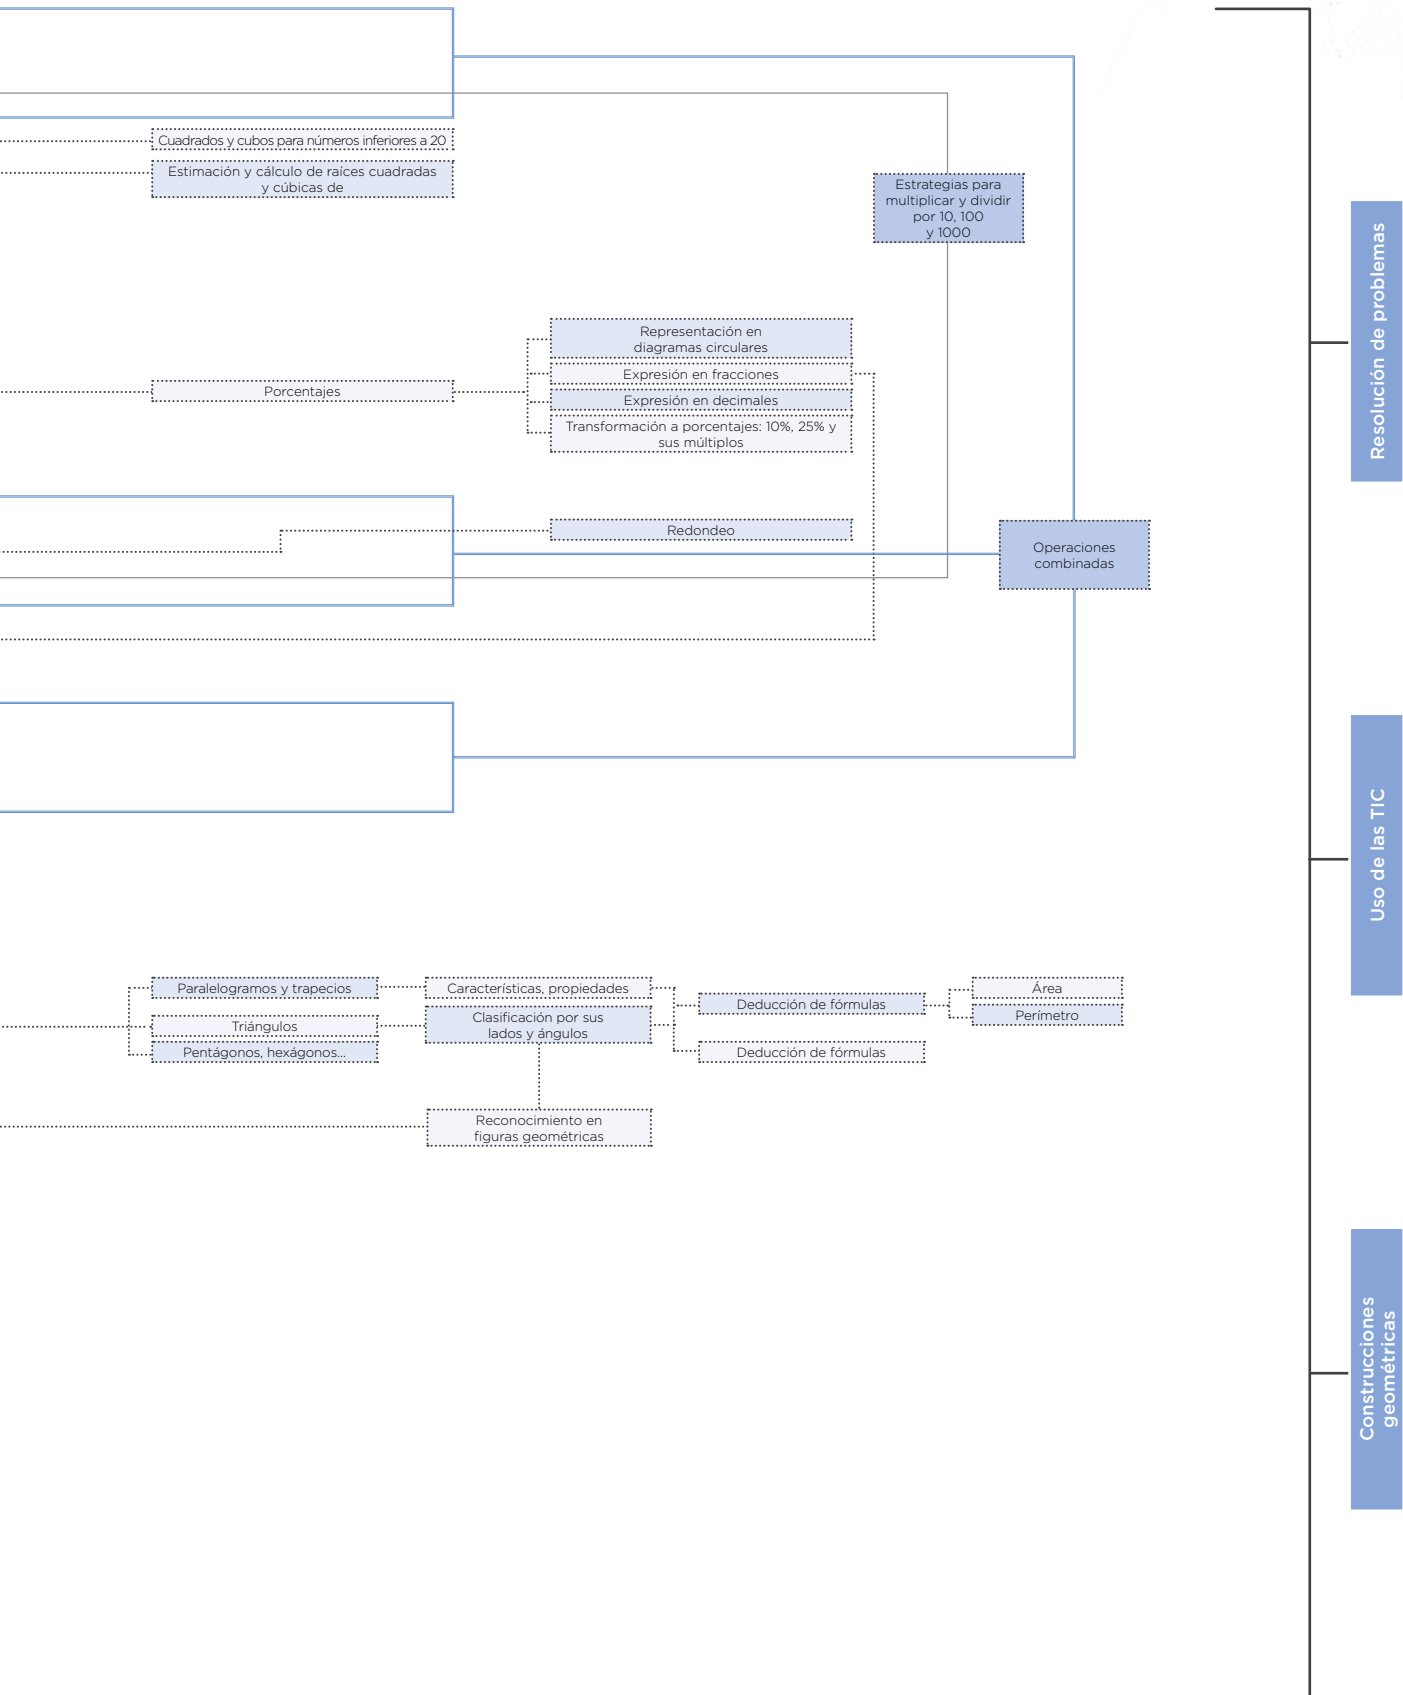 Cuadrados y cubos para números inferiores a 20
Estimación y cálculo de raíces cuadradas
y cúbicas de
Estrategias para
multiplicar y dividir
por 10, 100
y 1000
Representación en
diagramas circulares
Expresión en fracciones
Porcentajes
Expresión en decimales
Transformación a porcentajes: 10%, 25% y
sus múltiplos
Redondeo
Operaciones
combinadas
Paralelogramos y trapecios
Características, propiedades
Deducción de fórmulas
Área
Perímetro
Triángulos
Clasificación por sus
lados y ángulos
Pentágonos, hexágonos...
Deducción de fórmulas
Reconocimiento en
figuras geométricas
Resolución de problemas
Uso de las TIC
Construcciones
geométricas